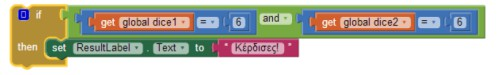 if get global dice1 = 6 and get global dice2 = 6
then set ResultLabel . Text to " Κέρδισες! "